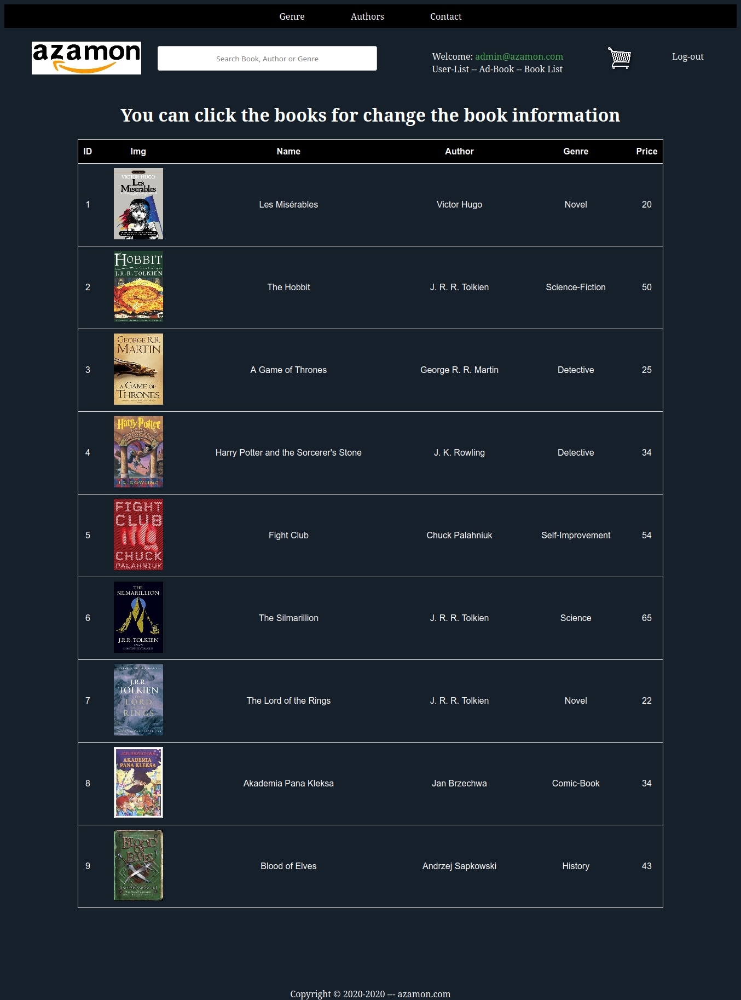 Genre Authors Contact
azamon
Search Book, Author or Genre
Welcome: admin@azamon.com
User-List -- Ad-Book -- Book List
Log-out
You can click the books for change the book information
ID Img Name Author Genre Price
VICTOR HUGO
Les
Misérables
1 Les Misérables Victor Hugo Novel 20
HOBBIT
J.R.R. TOLKIEN
2 The Hobbit J. R. R. Tolkien Science-Fiction 50
GEORGE R.R.
MARTIN
A GAME OF
THRONES
3 A Game of Thrones George R. R. Martin Detective 25
Harry Potter
SORCERER'S STONE
J.K. ROWLING
4 Harry Potter and the Sorcerer's Stone J. K. Rowling Detective 34
FIGHT
CLUB
CHUCK
PALAHNIUK
5 Fight Club Chuck Palahniuk Self-Improvement 54
THE
SILMARILLION
J.R.R. TOLKIEN
Edited by
CHRISTOPHER TOLKIEN
6 The Silmarillion J. R. R. Tolkien Science 65
J.R.R.
TOLKIEN
LORD
OF THE
RINGS
7 The Lord of the Rings J. R. R. Tolkien Novel 22
JAN BRZECHWA
AKADEMIA
PANA KLEKSA
8 Akademia Pana Kleksa Jan Brzechwa Comic-Book 34
BLOOD
OF
ELVES
ANDRZEJ SAPKOWSKI
9 Blood of Elves Andrzej Sapkowski History 43
Copyright © 2020-2020 --- azamon.com